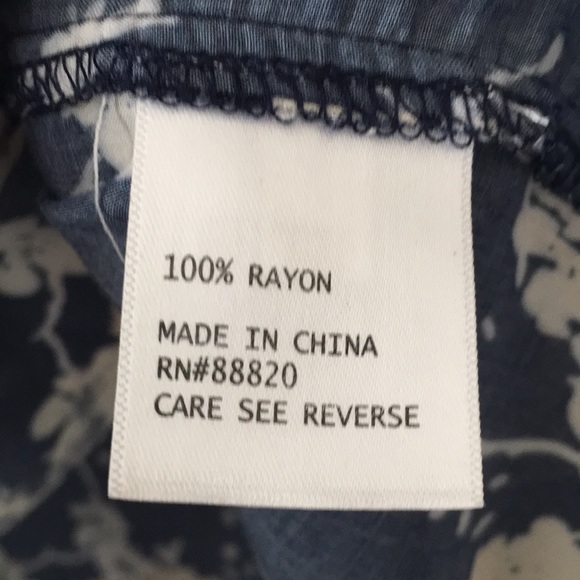 100% RAYON
MADE IN CHINA
RN#88820
CARE SEE REVERSE